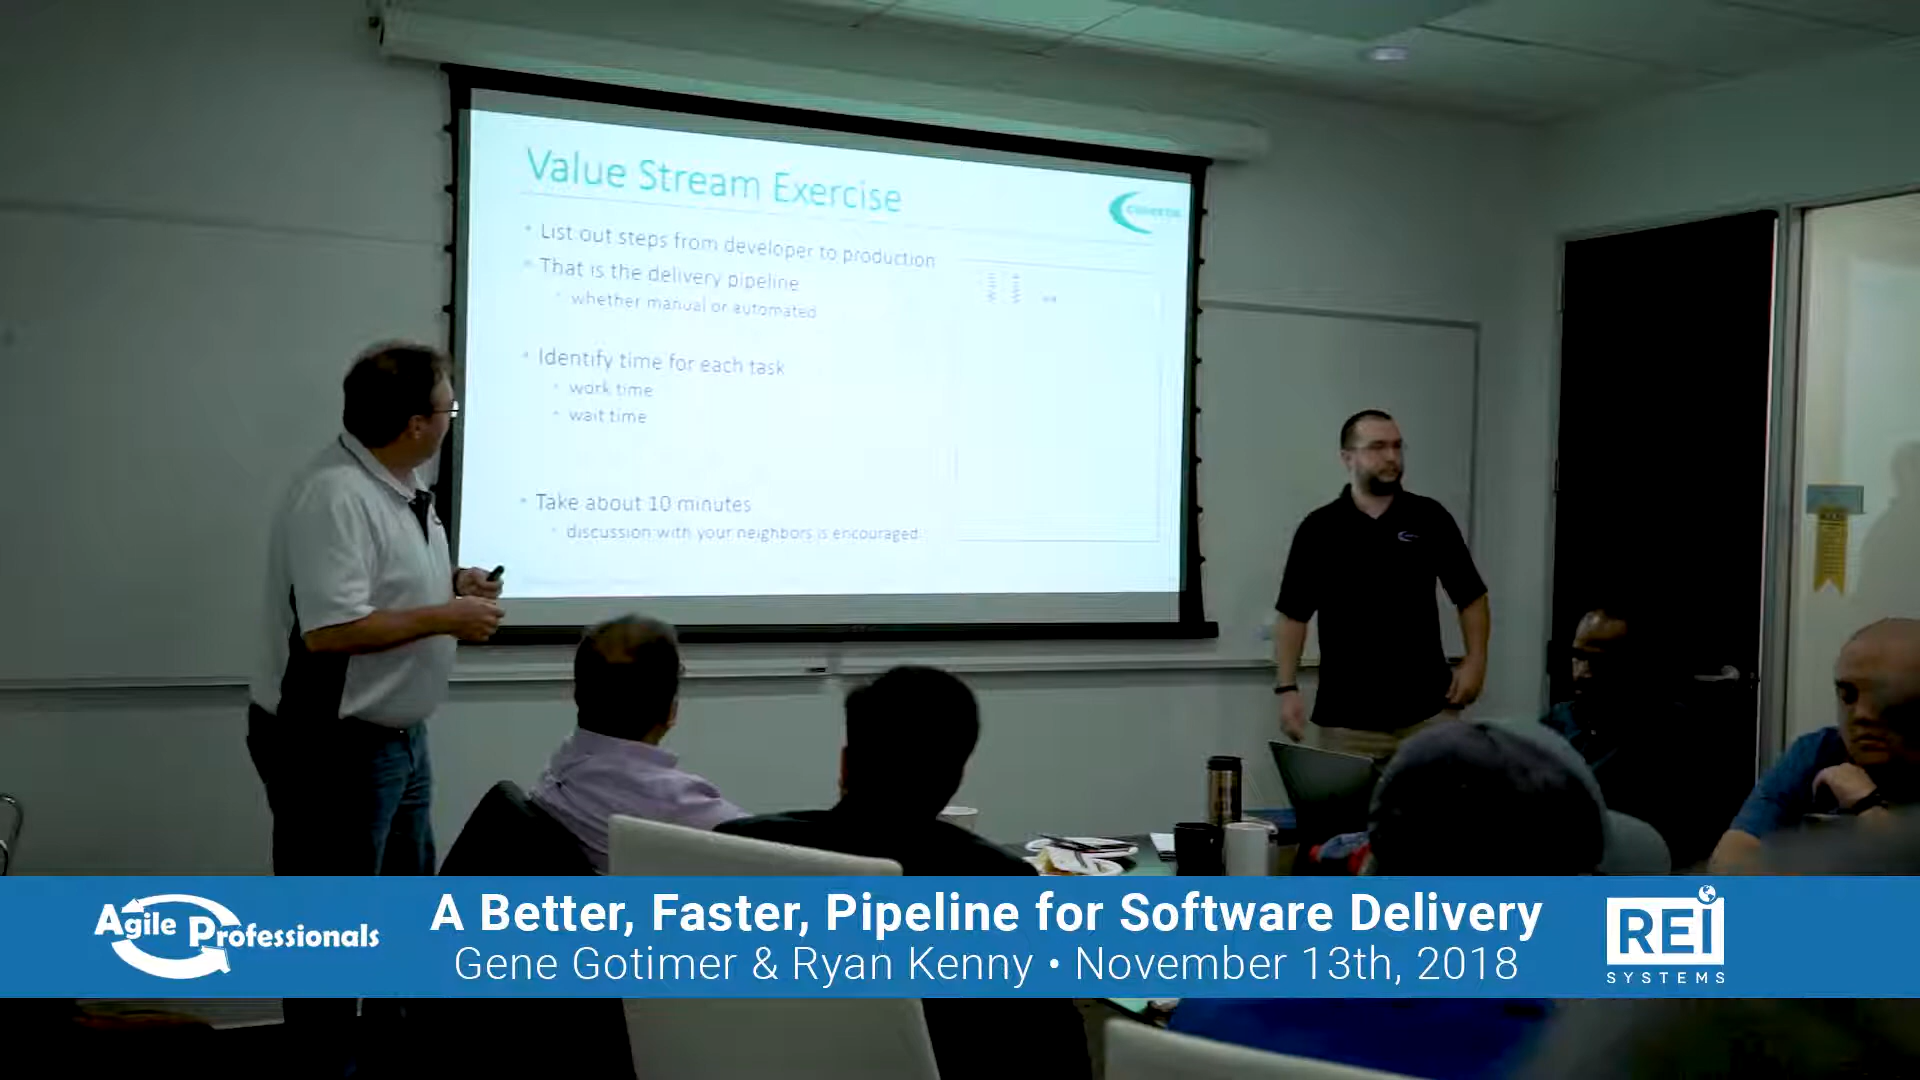 Value Stream Exercise
List out steps from developer to production
That is the delivery pipeline
whether manual or automated
Identify time for each task
work time
wait time
Take about 10 minutes
discussion with your neighbors is encouraged
Agile Professionals
A Better, Faster, Pipeline for Software Delivery
Gene Gotimer & Ryan Kenny • November 13th, 2018
REI
SYSTEMS